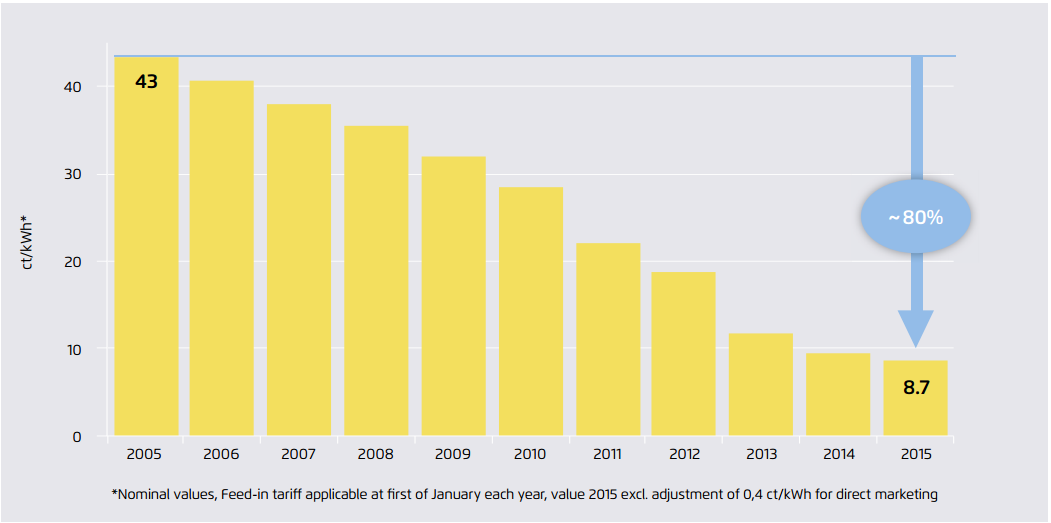 ct/kWh*
40
30
20
10
0
43
~80%
8.7
2005 2006 2007 2008 2009 2010 2011 2012 2013 2014 2015
*Nominal values, Feed-in tariff applicable at first of January each year, value 2015 excl. adjustment of 0,4 ct/kWh for direct marketing